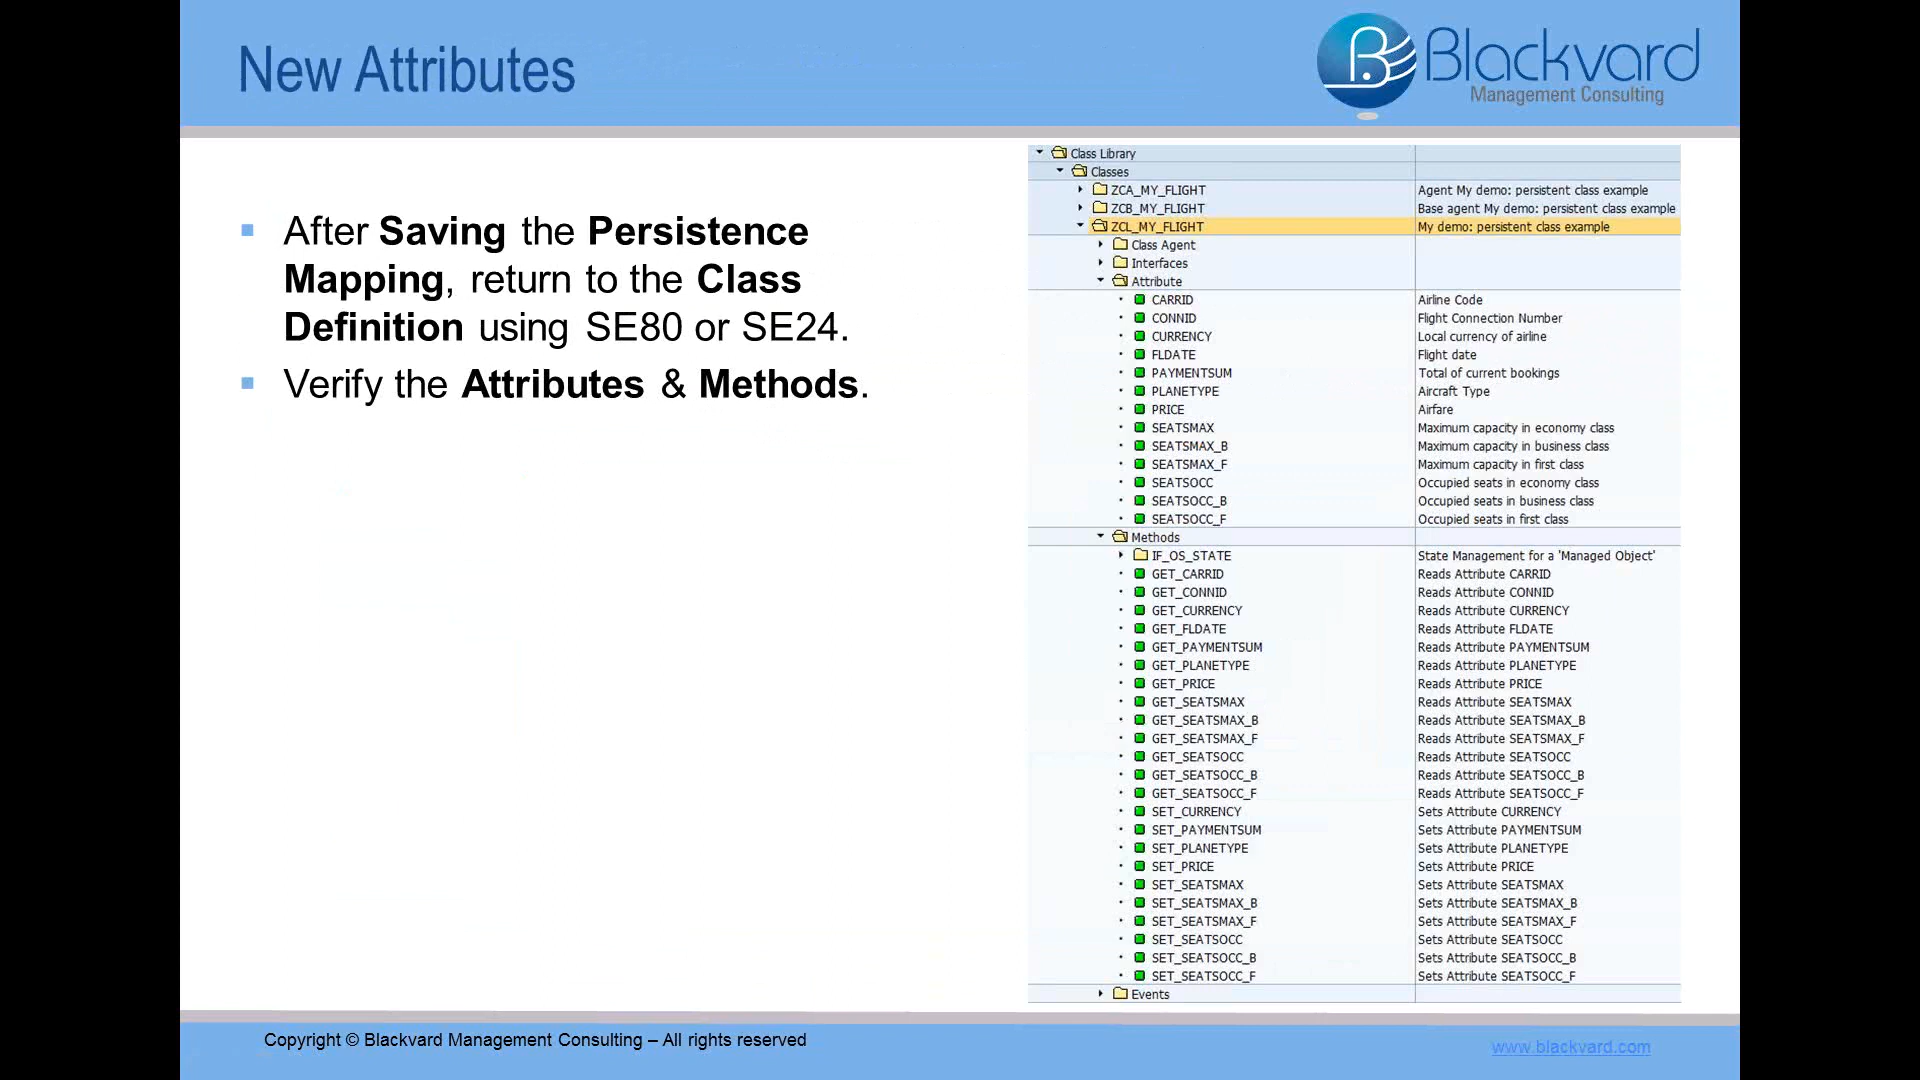 New Attributes
Blackvard
Management Consulting
After Saving the Persistence
Mapping, return to the Class
Definition using SE80 or SE24.
Verify the Attributes & Methods.
Class Library
Classes
ZCA_MY_FLIGHT Agent My demo: persistent class example
ZCB_MY_FLIGHT Base agent My demo: persistent class example
ZCL_MY_FLIGHT My demo: persistent class example
Class Agent
Interfaces
Attribute
CARRID Airline Code
CONNID Flight Connection Number
CURRENCY Local currency of airline
FLDATE Flight date
PAYMENTSUM Total of current bookings
PLANETYPE Aircraft Type
PRICE Airfare
SEATSMAX Maximum capacity in economy class
SEATSMAX_B Maximum capacity in business class
SEATSMAX_F Maximum capacity in first class
SEATSOCC Occupied seats in economy class
SEATSOCC_B Occupied seats in business class
SEATSOCC_F Occupied seats in first class
Methods
IF_OS_STATE State Management for a 'Managed Object'
GET_CARRID Reads Attribute CARRID
GET_CONNID Reads Attribute CONNID
GET_CURRENCY Reads Attribute CURRENCY
GET_FLDATE Reads Attribute FLDATE
GET_PAYMENTSUM Reads Attribute PAYMENTSUM
GET_PLANETYPE Reads Attribute PLANETYPE
GET_PRICE Reads Attribute PRICE
GET_SEATSMAX Reads Attribute SEATSMAX
GET_SEATSMAX_B Reads Attribute SEATSMAX_B
GET_SEATSMAX_F Reads Attribute SEATSMAX_F
GET_SEATSOCC Reads Attribute SEATSOCC
GET_SEATSOCC_B Reads Attribute SEATSOCC_B
GET_SEATSOCC_F Reads Attribute SEATSOCC_F
SET_CURRENCY Sets Attribute CURRENCY
SET_PAYMENTSUM Sets Attribute PAYMENTSUM
SET_PLANETYPE Sets Attribute PLANETYPE
SET_PRICE Sets Attribute PRICE
SET_SEATSMAX Sets Attribute SEATSMAX
SET_SEATSMAX_B Sets Attribute SEATSMAX_B
SET_SEATSMAX_F Sets Attribute SEATSMAX_F
SET_SEATSOCC Sets Attribute SEATSOCC
SET_SEATSOCC_B Sets Attribute SEATSOCC_B
SET_SEATSOCC_F Sets Attribute SEATSOCC_F
Events
Copyright © Blackvard Management Consulting – All rights reserved
www.blackvard.com